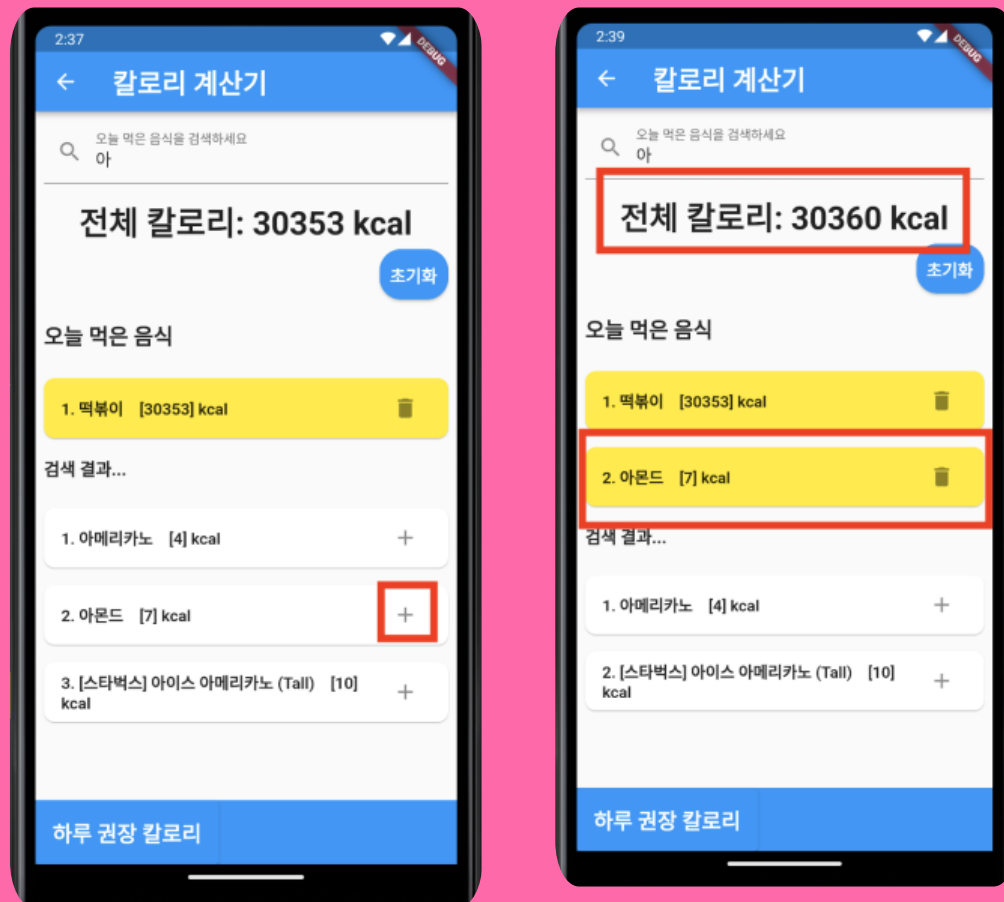 2:37
DEBUG
칼로리 계산기
오늘 먹은 음식을 검색하세요
아
전체 칼로리: 30353 kcal
초기화
오늘 먹은 음식
1. 떡볶이 [30353] kcal
검색 결과...
1. 아메리카노 [4] kcal
2. 아몬드 [7] kcal
3. [스타벅스] 아이스 아메리카노 (Tall) [10]
kcal
하루 권장 칼로리
2:39
DEBUG
칼로리 계산기
오늘 먹은 음식을 검색하세요
아
전체 칼로리: 30360 kcal
초기화
오늘 먹은 음식
1. 떡볶이 [30353] kcal
2. 아몬드 [7] kcal
검색 결과...
1. 아메리카노 [4] kcal
2. [스타벅스] 아이스 아메리카노 (Tall) [10]
kcal
하루 권장 칼로리